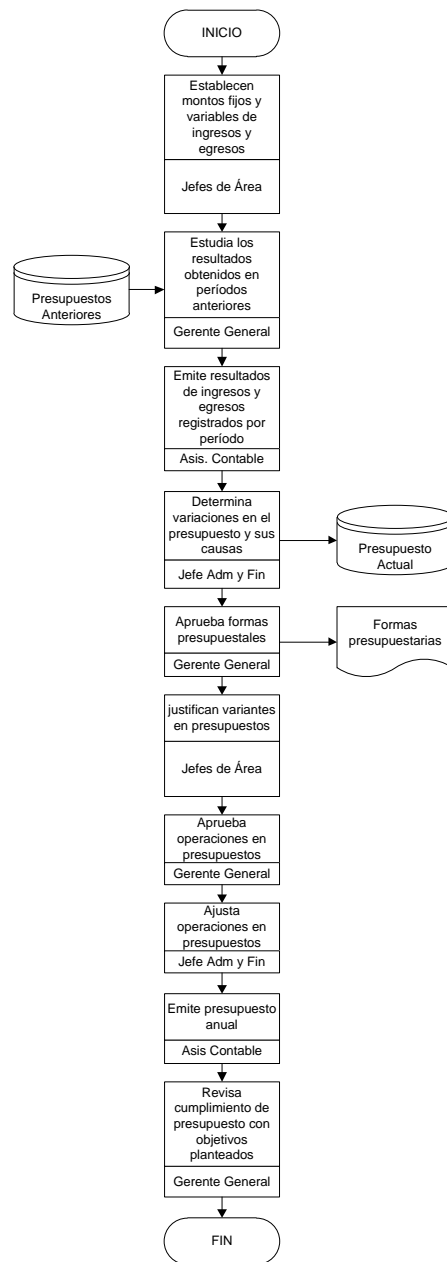 INICIO
Establecen
montos fijos y
variables de
ingresos y
egresos
Jefes de Área
Estudia los
resultados
obtenidos en
períodos
anteriores
Gerente General
Presupuestos
Anteriores
Emite resultados
de ingresos y
egresos
registrados por
período
Asis. Contable
Determina
variaciones en el
presupuesto y sus
causas
Jefe Adm y Fin
Presupuesto
Actual
Aprueba formas
presupuestales
Gerente General
Formas
presupuestarias
justifican variantes
en presupuestos
Jefes de Área
Aprueba
operaciones en
presupuestos
Gerente General
Ajusta
operaciones en
presupuestos
Jefe Adm y Fin
Emite presupuesto
anual
Asis Contable
Revisa
cumplimiento de
presupuesto con
objetivos
planteados
Gerente General
FIN